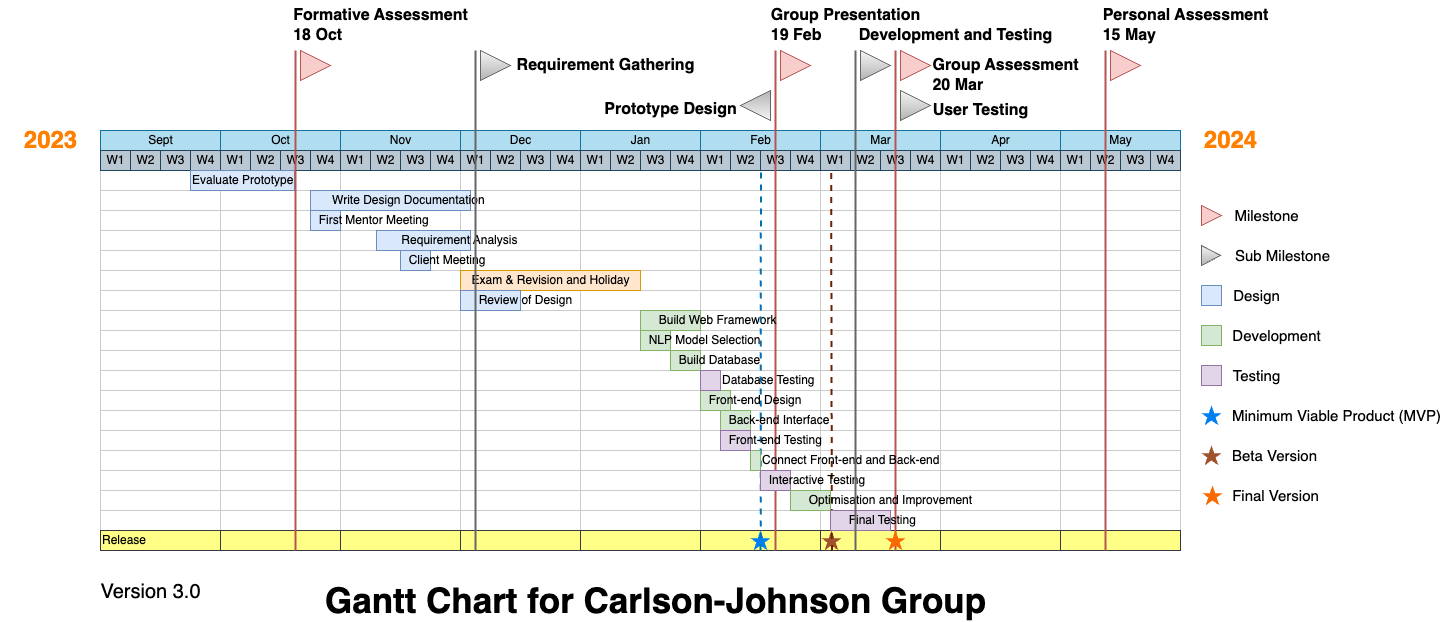 Formative Assessment
18 Oct
Group Presentation
19 Feb
Development and Testing
Personal Assessment
15 May
Requirement Gathering
Group Assessment
20 Mar
Prototype Design
User Testing
2023
Sept Oct Nov Dec Jan Feb Mar Apr May
2024
W1 W2 W3 W4 W1 W2 W3 W4 W1 W2 W3 W4 W1 W2 W3 W4 W1 W2 W3 W4 W1 W2 W3 W4 W1 W2 W3 W4 W1 W2 W3 W4 W1 W2 W3 W4
Evaluate Prototype
Write Design Documentation
First Mentor Meeting
Requirement Analysis
Client Meeting
Exam & Revision and Holiday
Review of Design
Build Web Framework
NLP Model Selection
Build Database
Database Testing
Front-end Design
Back-end Interface
Front-end Testing
Connect Front-end and Back-end
Interactive Testing
Optimisation and Improvement
Final Testing
Release
Milestone
Sub Milestone
Design
Development
Testing
Minimum Viable Product (MVP)
Beta Version
Final Version
Version 3.0
Gantt Chart for Carlson-Johnson Group